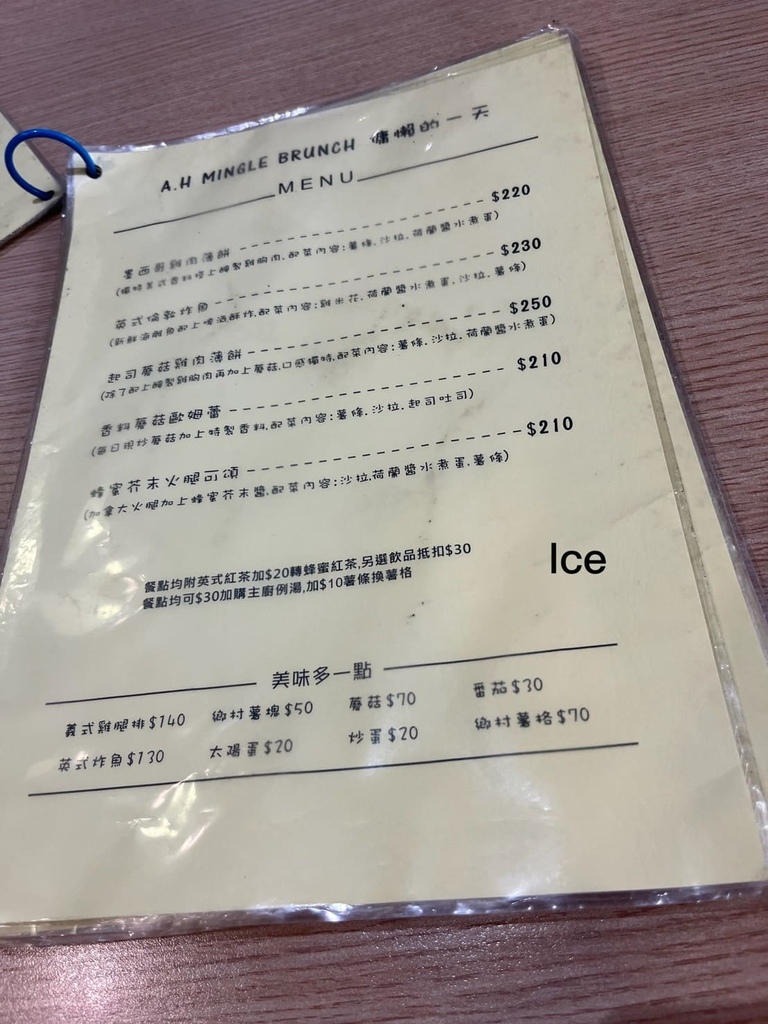 A.H MINGLE BRUNCH 慵懶的一天
MENU
墨西哥雞肉薄餅 $220
(獨特美式香料搭上醃製雞胸肉,配菜內容:薯條,沙拉,荷蘭醬水煮蛋)
英式倫敦炸魚 $230
(新鮮海鯛魚配上啤酒酥炸,配菜內容:雞米花,荷蘭醬水煮蛋,沙拉,薯條)
起司蘑菇雞肉薄餅 $250
(除了配上醃製雞胸肉再加上蘑菇,口感獨特,配菜內容:薯條,沙拉,荷蘭醬水煮蛋)
香料蘑菇歐姆蕾 $210
(每日現炒蘑菇加上特製香料,配菜內容:薯條,沙拉,起司吐司)
蜂蜜芥末火腿可頌 $210
(加拿大火腿加上蜂蜜芥末醬,配菜內容:沙拉,荷蘭醬水煮蛋,薯條)
餐點均附英式紅茶加$20轉蜂蜜紅茶,另選飲品抵扣$30
餐點均可$30加購主廚例湯,加$10薯條換薯格
Ice
美味多一點
義式雞腿排$140 鄉村薯塊$50 蘑菇$70 番茄$30
英式炸魚$130 太陽蛋$20 炒蛋$20 鄉村薯格$70